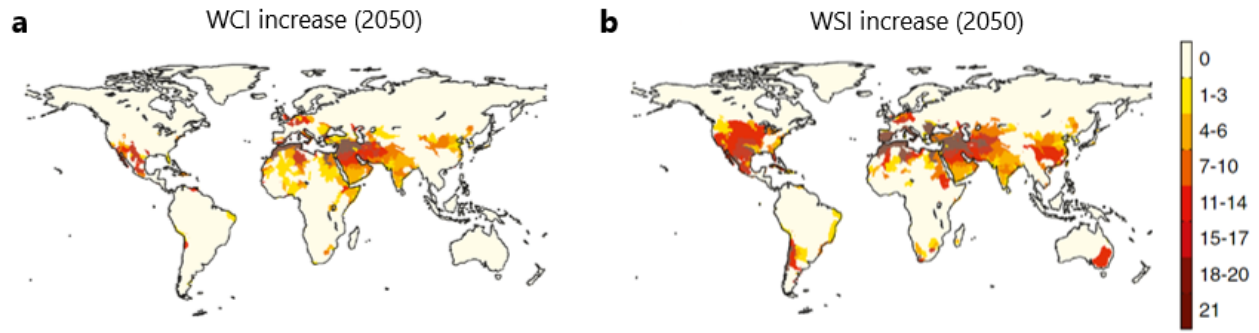 a
WCI increase (2050)
b
WSI increase (2050)
0
1-3
4-6
7-10
11-14
15-17
18-20
21